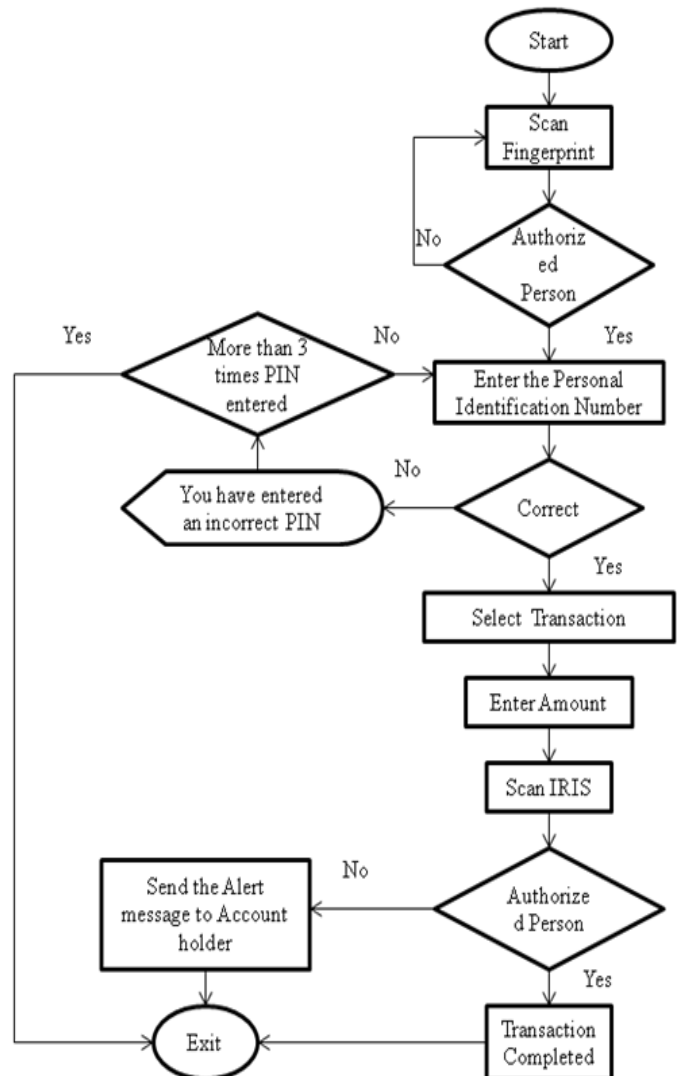 Start
Scan
Fingerprint
No
Authoriz
ed
Person
Yes
More than 3
times PIN
entered
No
Yes
Enter the Personal
Identification Number
You have entered
an incorrect PIN
No
Correct
Yes
Select Transaction
Enter Amount
Scan IRIS
Send the Alert
message to Account
holder
No
Authorize
d Person
Yes
Exit
Transaction
Completed